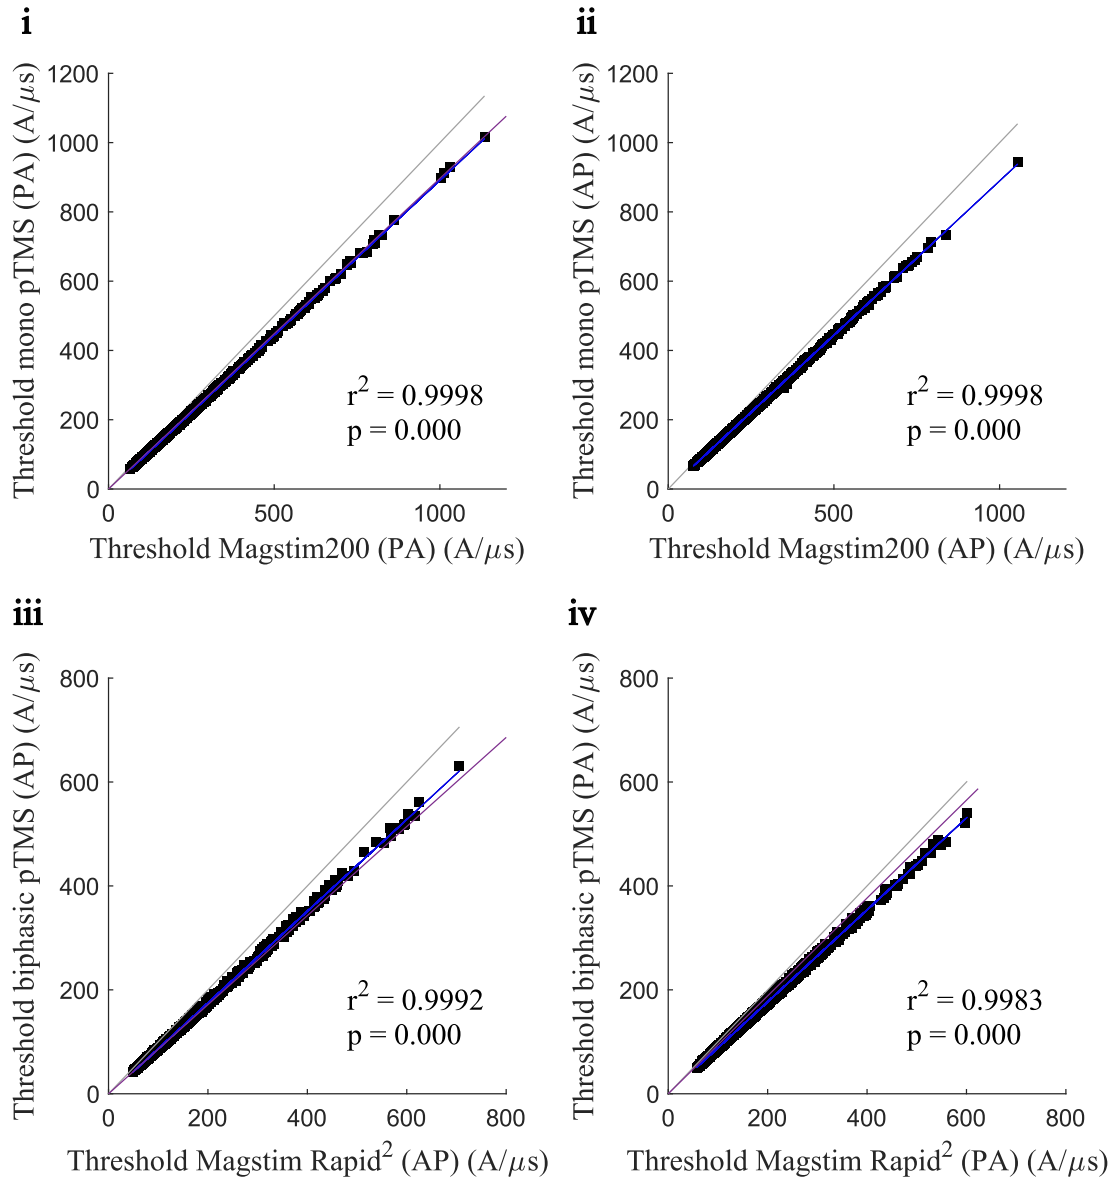 i
Threshold mono pTMS (PA) (A/μs)
1200
1000
800
600
400
200
0
r² = 0.9998
p = 0.000
0 500 1000
Threshold Magstim200 (PA) (A/μs)
ii
Threshold mono pTMS (AP) (A/μs)
1200
1000
800
600
400
200
0
r² = 0.9998
p = 0.000
0 500 1000
Threshold Magstim200 (AP) (A/μs)
iii
Threshold biphasic pTMS (AP) (A/μs)
800
600
400
200
0
r² = 0.9992
p = 0.000
0 200 400 600 800
Threshold Magstim Rapid² (AP) (A/μs)
iv
Threshold biphasic pTMS (PA) (A/μs)
800
600
400
200
0
r² = 0.9983
p = 0.000
0 200 400 600 800
Threshold Magstim Rapid² (PA) (A/μs)